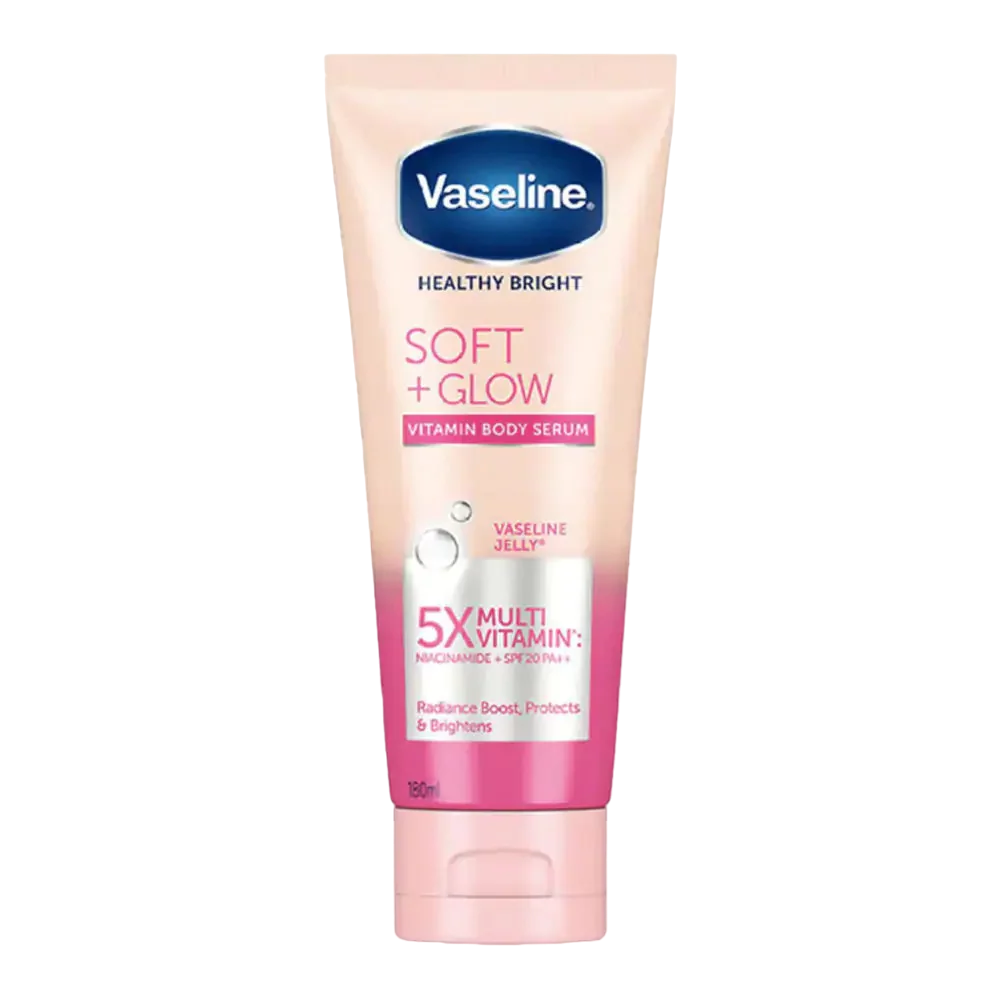 Vaseline®
HEALTHY BRIGHT
SOFT
+ GLOW
VITAMIN BODY SERUM
VASELINE
JELLY®
5X MULTI
VITAMIN^:
NIACINAMIDE + SPF 20 PA++
Radiance Boost, Protects
& Brightens
180ml